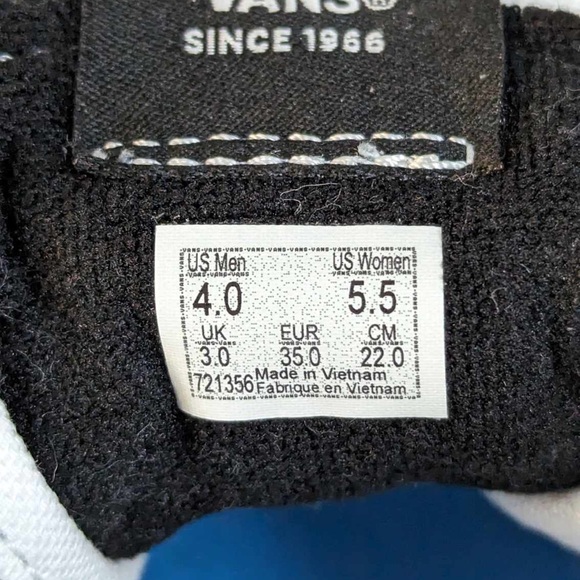 VANS
SINCE 1966
US Men US Women
4.0 5.5
UK EUR CM
3.0 35.0 22.0
721356 Made in Vietnam
Fabrique en Vietnam